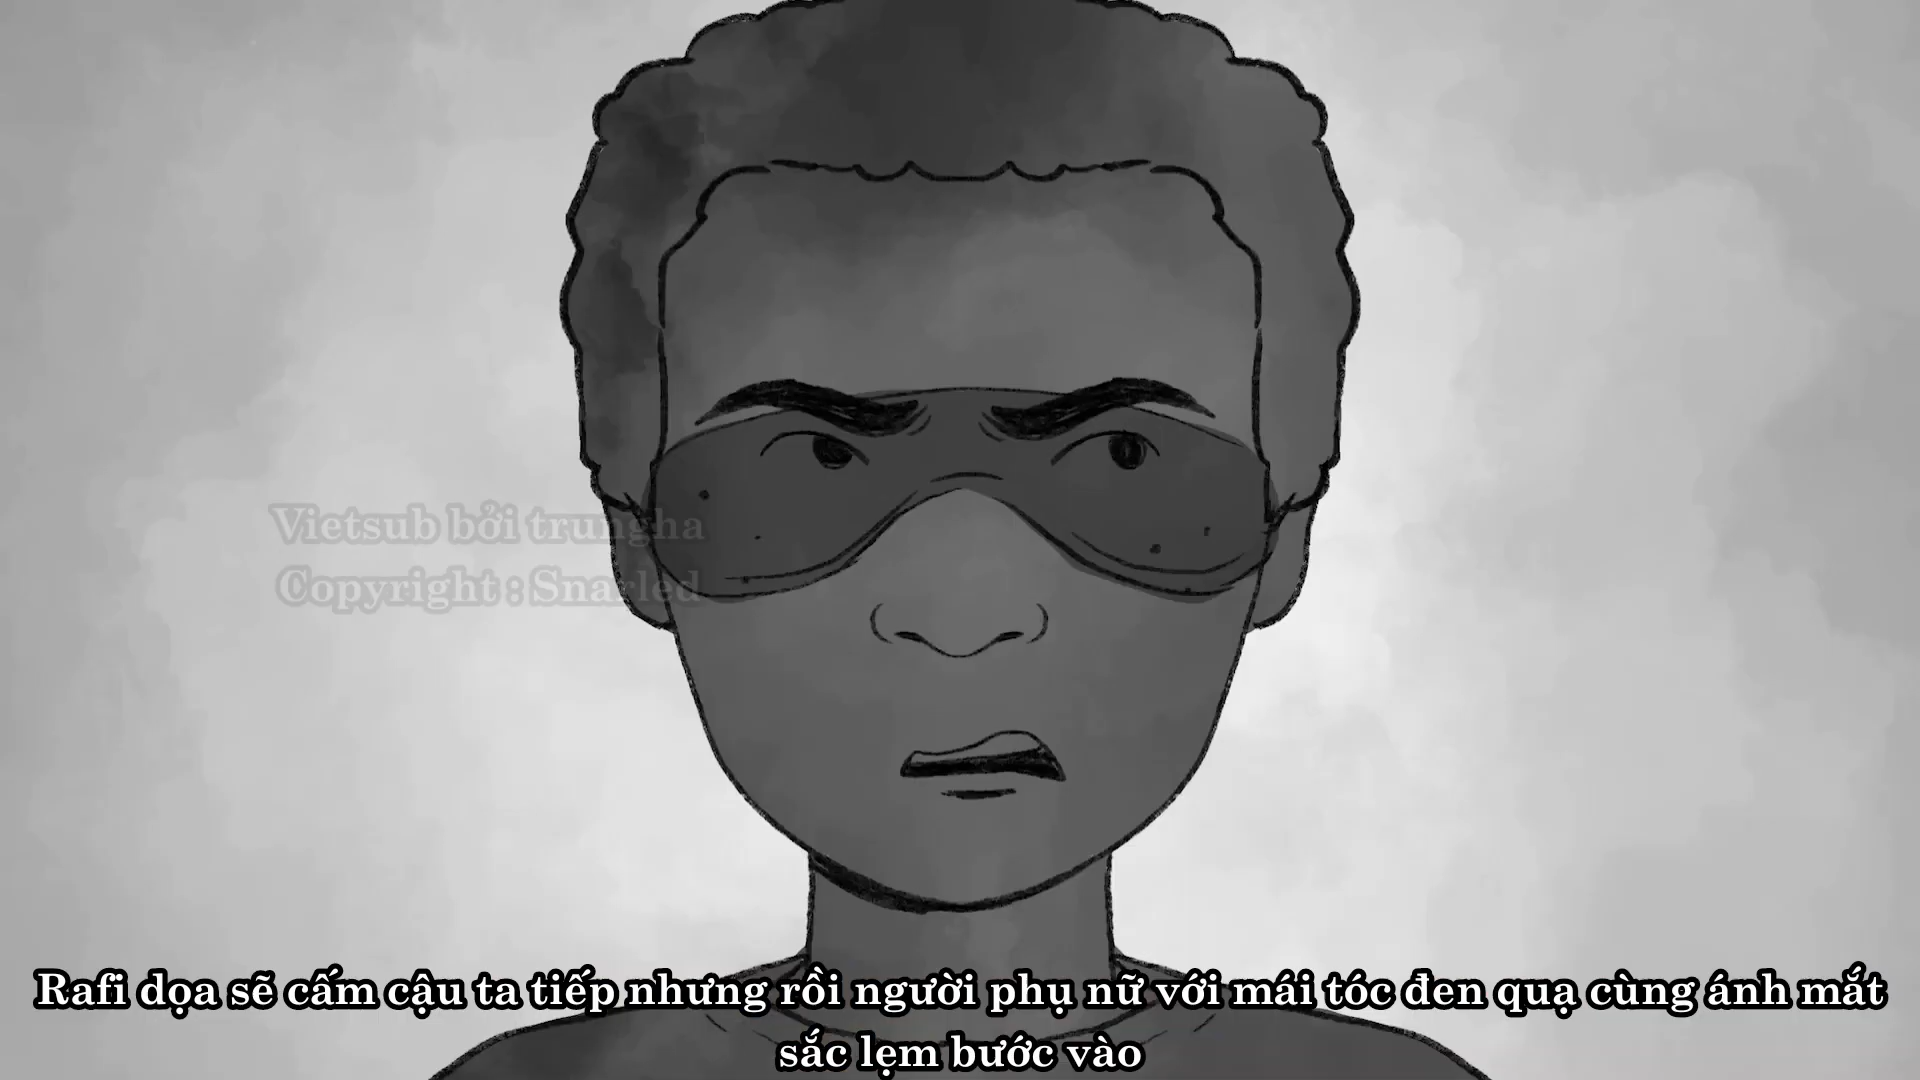 Vietsub bởi trungha
Copyright : Snarled
Rafi dọa sẽ cấm cậu ta tiếp nhưng rồi người phụ nữ với mái tóc đen quạ cùng ánh mắt
sắc lẹm bước vào